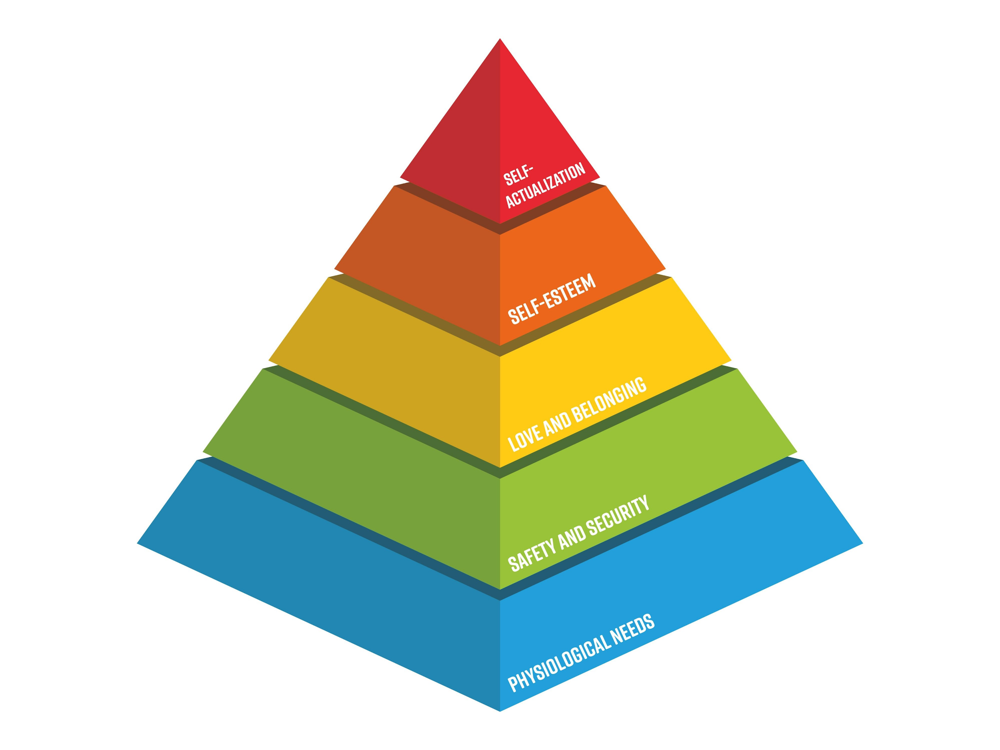 SELF-
ACTUALIZATION
SELF-ESTEEM
LOVE AND BELONGING
SAFETY AND SECURITY
PHYSIOLOGICAL NEEDS